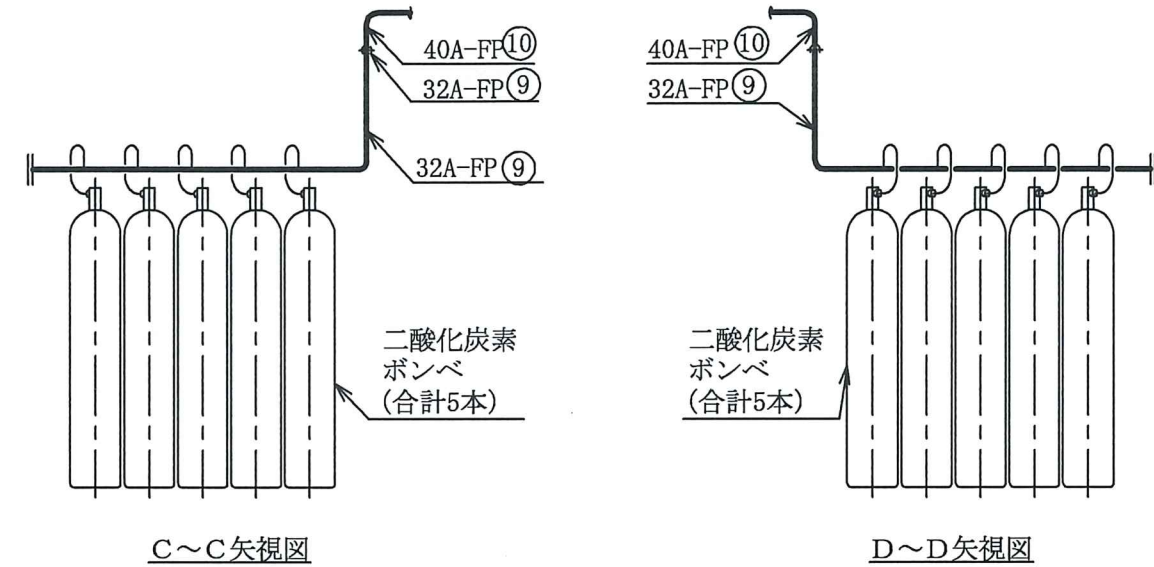 40A-FP⑩
32A-FP⑨
32A-FP⑨
二酸化炭素
ボンベ
(合計5本)
C～C矢視図
40A-FP⑩
32A-FP⑨
二酸化炭素
ボンベ
(合計5本)
D～D矢視図